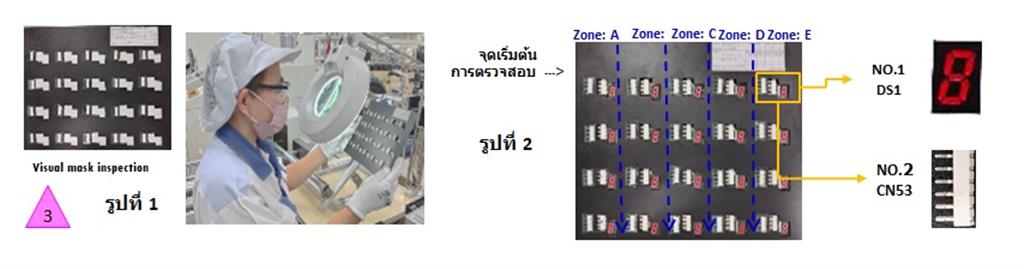 Visual mask inspection
3
รูปที่ 1
Zone: A Zone: Zone: C Zone: D Zone: E
จุดเริ่มต้น
การตรวจสอบ --->
รูปที่ 2
NO.1
DS1
NO.2
CN53